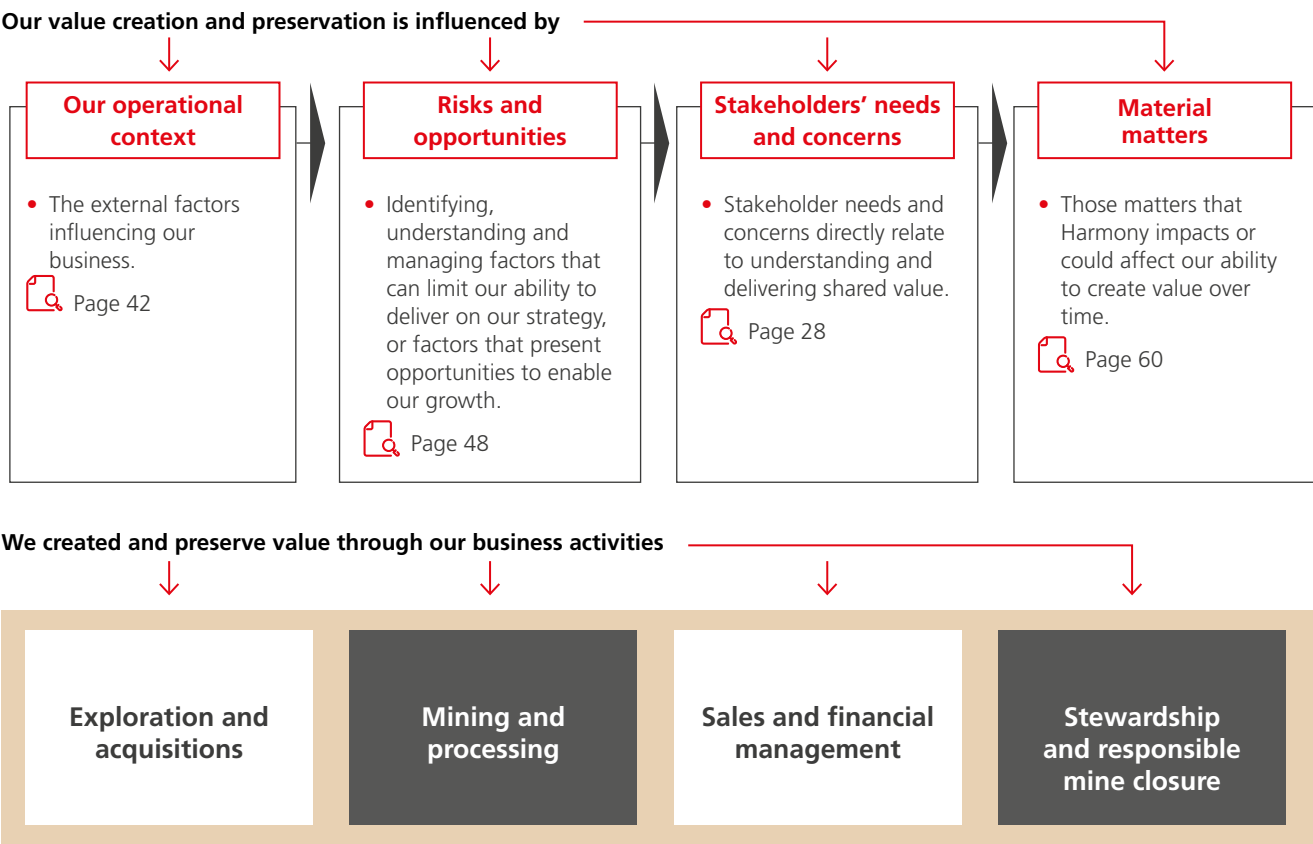 Our value creation and preservation is influenced by
Our operational
context
• The external factors
influencing our
business.
Page 42
Risks and
opportunities
• Identifying,
understanding and
managing factors that
can limit our ability to
deliver on our strategy,
or factors that present
opportunities to enable
our growth.
Page 48
Stakeholders' needs
and concerns
• Stakeholder needs and
concerns directly relate
to understanding and
delivering shared value.
Page 28
Material
matters
• Those matters that
Harmony impacts or
could affect our ability
to create value over
time.
Page 60
We created and preserve value through our business activities
Exploration and
acquisitions
Mining and
processing
Sales and financial
management
Stewardship
and responsible
mine closure